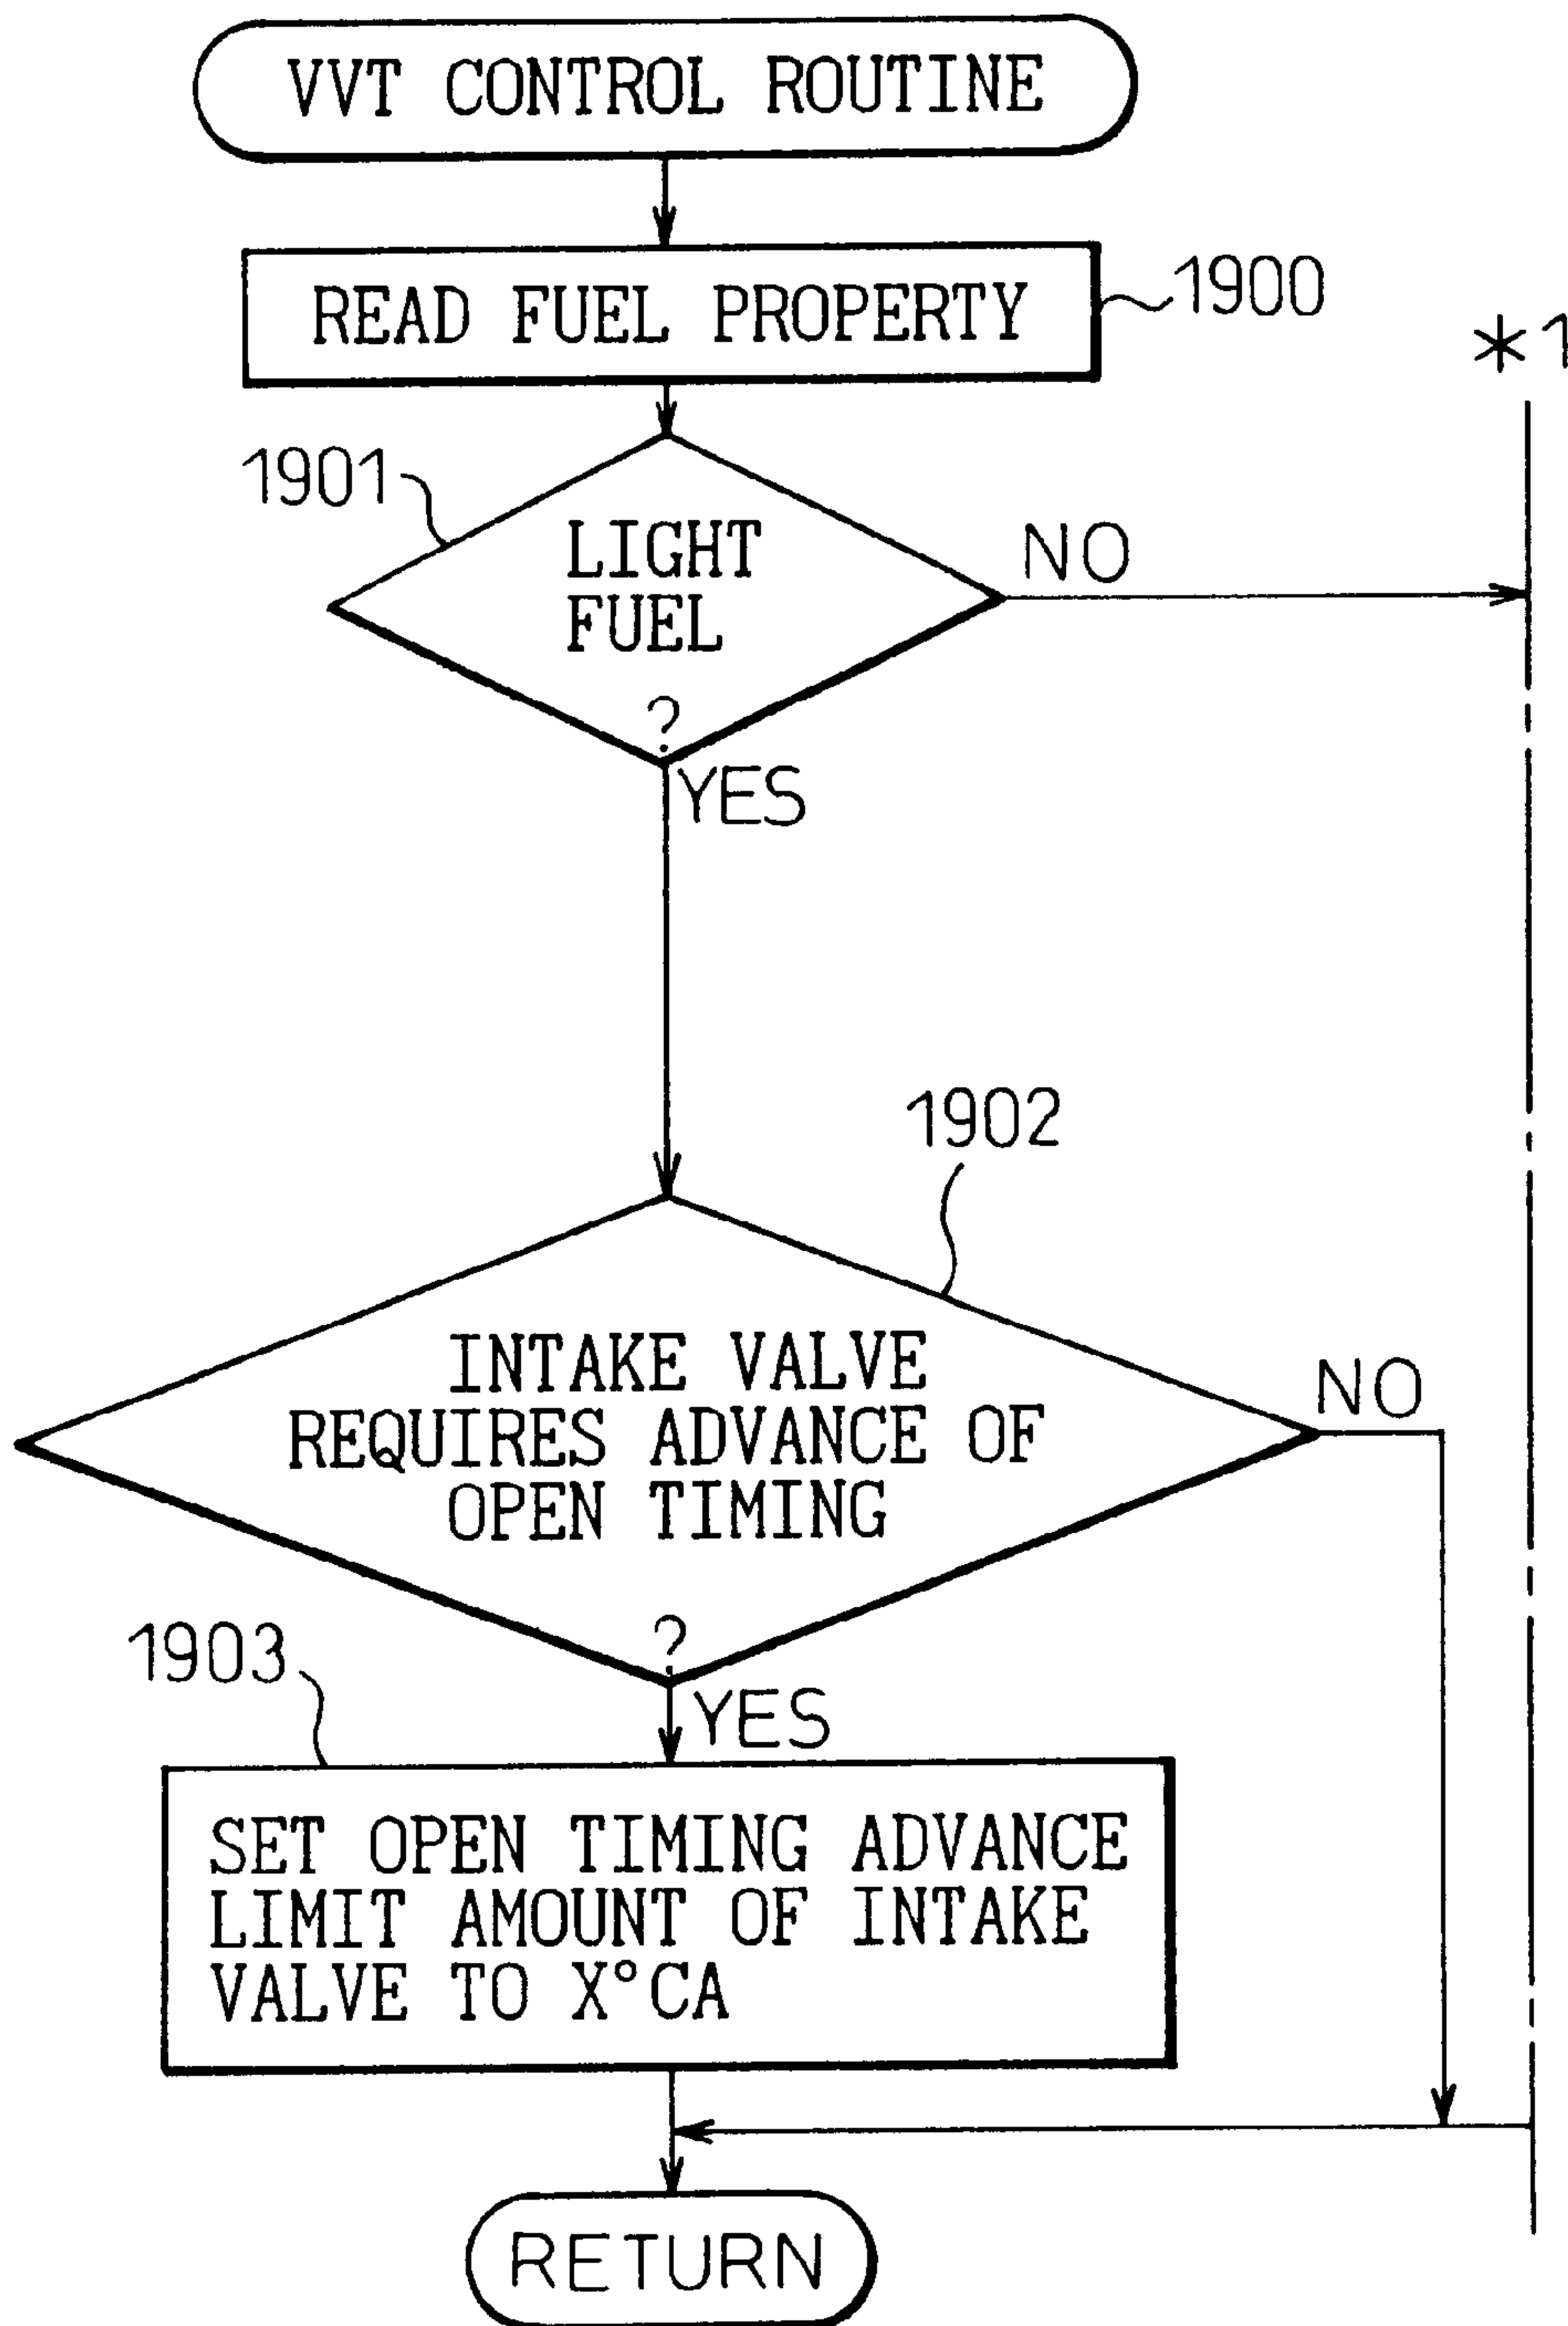 VVT CONTROL ROUTINE
READ FUEL PROPERTY
1900
*1
1901
LIGHT
FUEL
?
NO
YES
1902
INTAKE VALVE
REQUIRES ADVANCE OF
OPEN TIMING
?
NO
YES
1903
SET OPEN TIMING ADVANCE
LIMIT AMOUNT OF INTAKE
VALVE TO X°CA
RETURN